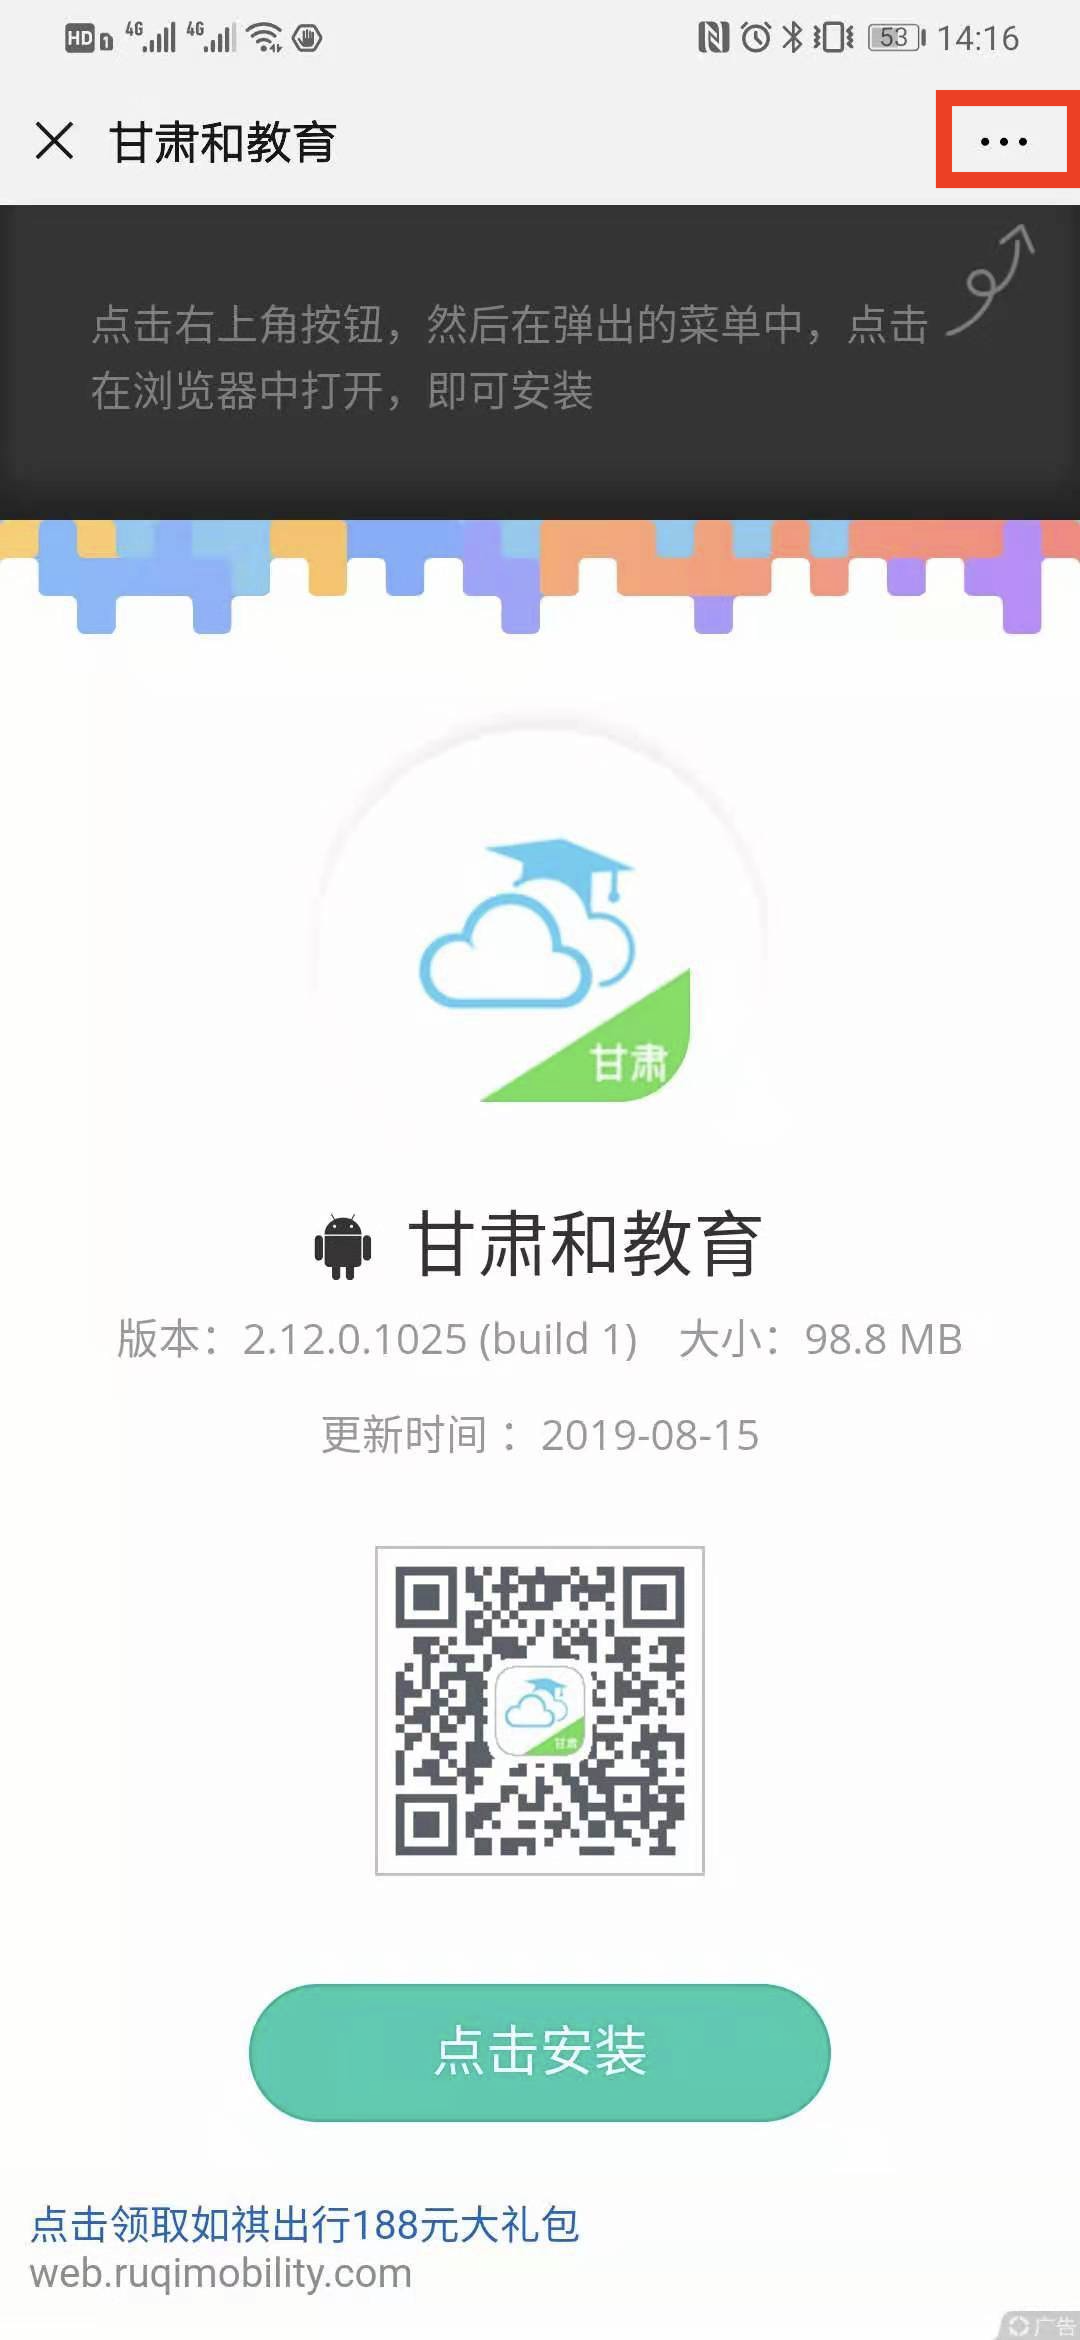 HD 1 4G 4G 53 14:16
甘肃和教育
点击右上角按钮，然后在弹出的菜单中，点击
在浏览器中打开，即可安装
甘肃
甘肃和教育
版本：2.12.0.1025 (build 1) 大小：98.8 MB
更新时间 ：2019-08-15
甘肃
点击安装
点击领取如祺出行188元大礼包
web.ruqimobility.com
广告